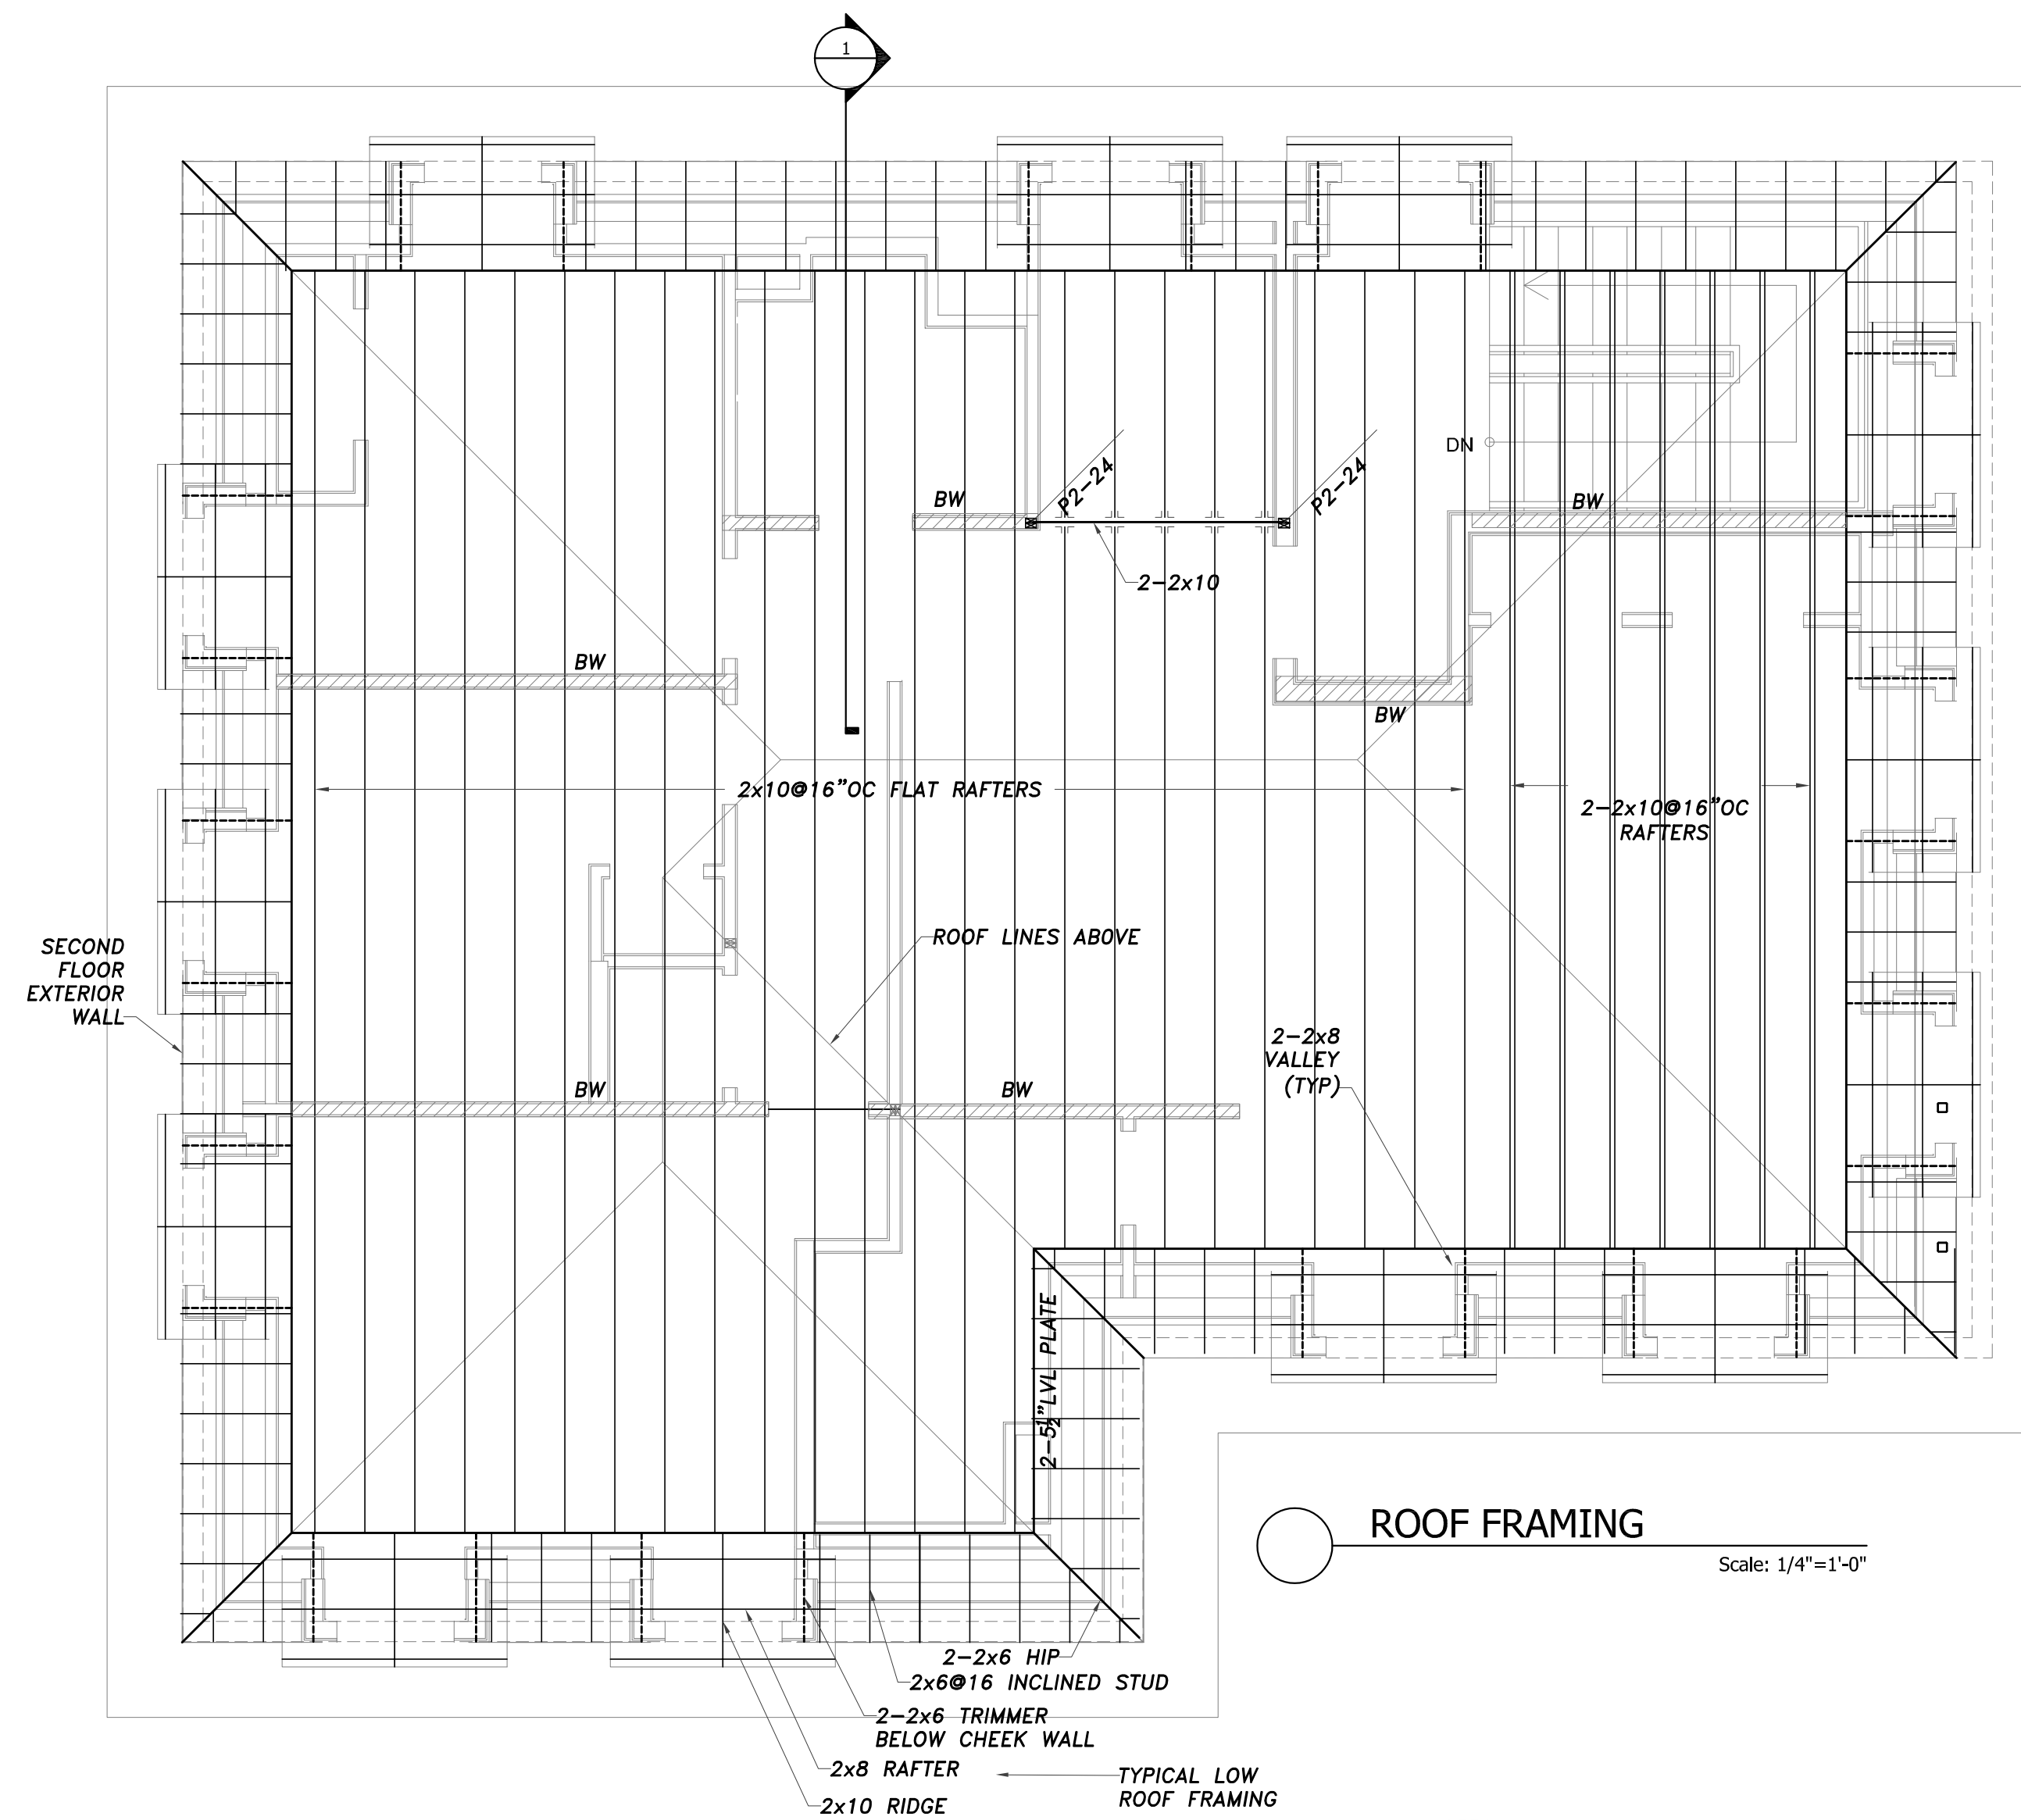 1
P2-24
P2-24
DN
BW
BW
2-2x10
BW
BW
2x10@16"OC FLAT RAFTERS
2-2x10@16"OC
RAFTERS
ROOF LINES ABOVE
SECOND
FLOOR
EXTERIOR
WALL
2-2x8
VALLEY
(TYP)
BW
BW
2-5½"LVL PLATE
ROOF FRAMING
Scale: 1/4"=1'-0"
2-2x6 HIP
2x6@16 INCLINED STUD
2-2x6 TRIMMER
BELOW CHEEK WALL
2x8 RAFTER
TYPICAL LOW
ROOF FRAMING
2x10 RIDGE